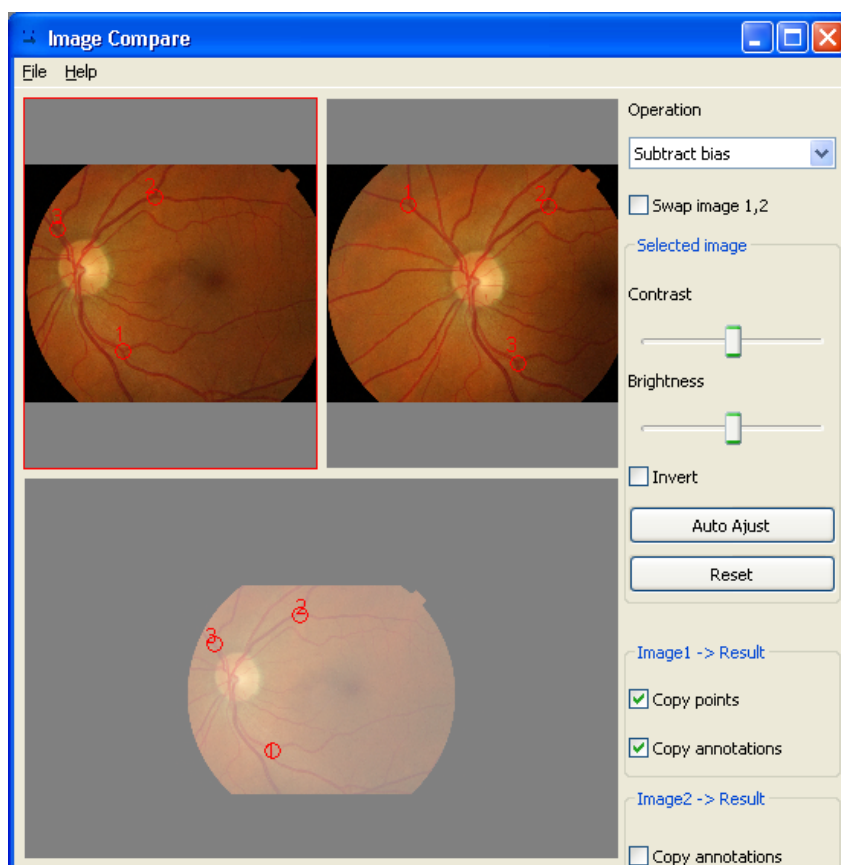 Image Compare
File Help
Operation
Subtract bias
Swap image 1,2
Selected image
Contrast
Brightness
Invert
Auto Ajust
Reset
Image1 -> Result
Copy points
Copy annotations
Image2 -> Result
Copy annotations
3
2
1
1
2
3
3
2
1